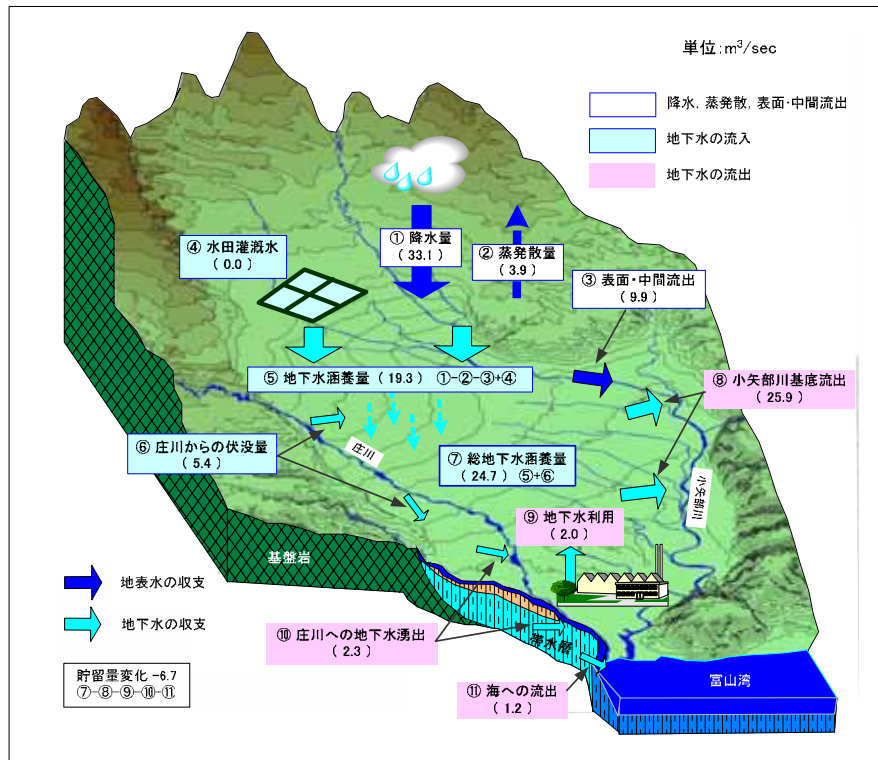 単位:m³/sec
降水, 蒸発散, 表面・中間流出
地下水の流入
地下水の流出
① 降水量
( 33.1 )
② 蒸発散量
( 3.9 )
④ 水田灌漑水
( 0.0 )
③ 表面・中間流出
( 9.9 )
⑤ 地下水涵養量 ( 19.3 ) ①-②-③+④
⑧ 小矢部川基底流出
( 25.9 )
⑥ 庄川からの伏没量
( 5.4 )
庄川
⑦ 総地下水涵養量
( 24.7 ) ⑤+⑥
小矢部川
⑨ 地下水利用
( 2.0 )
基盤岩
地表水の収支
地下水の収支
⑩ 庄川への地下水湧出
( 2.3 )
帯水層
貯留量変化 -6.7
⑦-⑧-⑨-⑩-⑪
⑪ 海への流出
( 1.2 )
富山湾